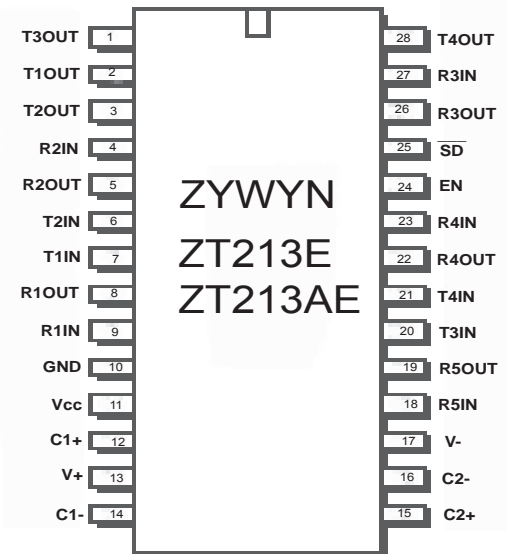 T3OUT 1 28 T4OUT
T1OUT 2 27 R3IN
T2OUT 3 26 R3OUT
R2IN 4 25 SD
R2OUT 5 24 EN
T2IN 6 23 R4IN
T1IN 7 22 R4OUT
R1OUT 8 21 T4IN
R1IN 9 20 T3IN
GND 10 19 R5OUT
Vcc 11 18 R5IN
C1+ 12 17 V-
V+ 13 16 C2-
C1- 14 15 C2+
ZYWYN
ZT213E
ZT213AE